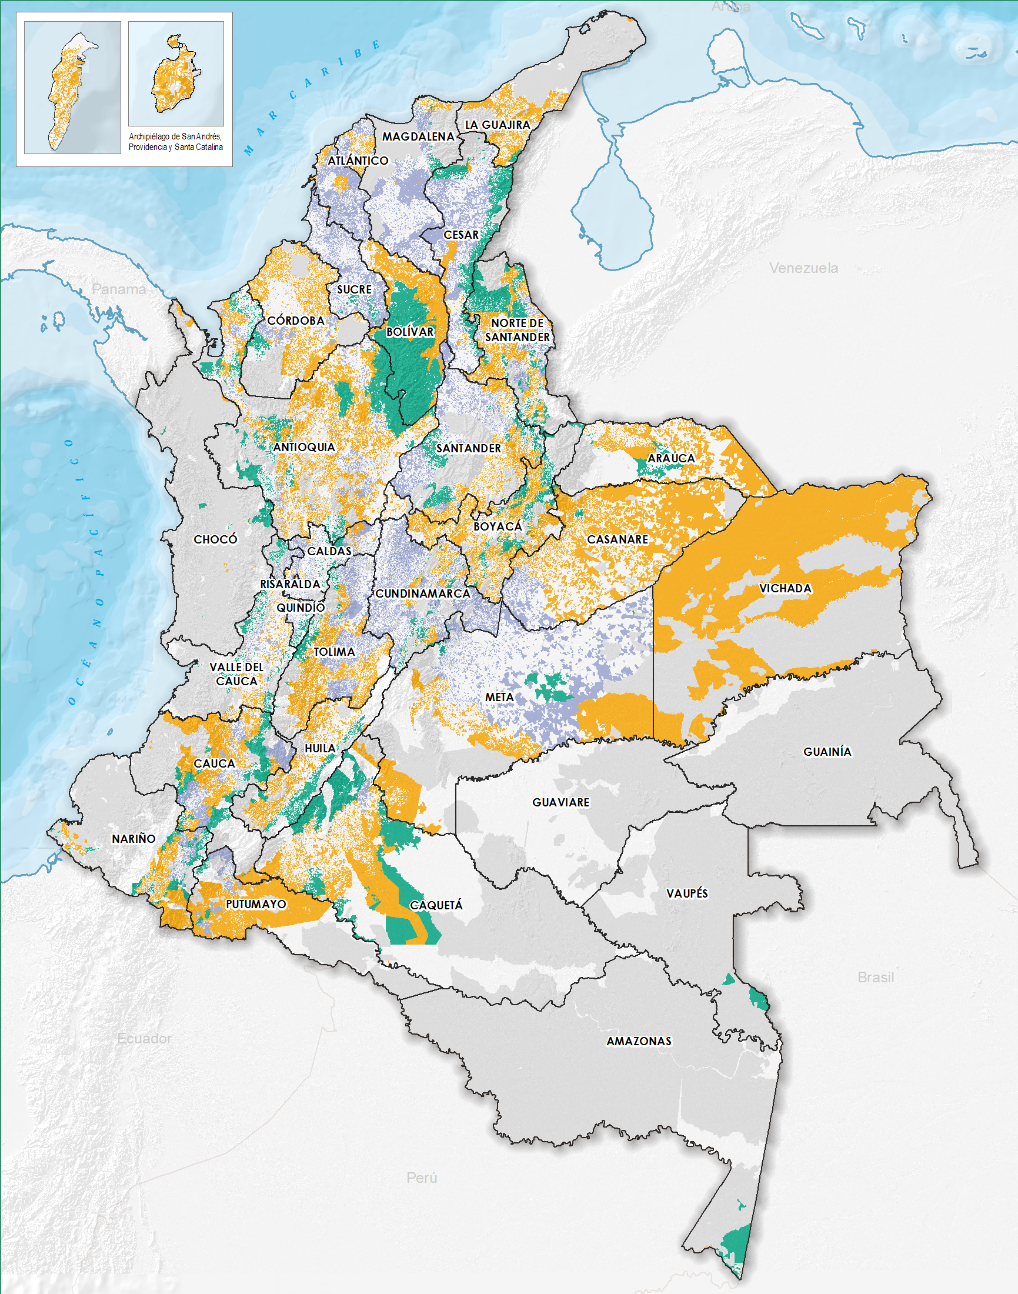 Aruba
MAR CARIBE
Archipiélago de San Andrés,
Providencia y Santa Catalina
LA GUAJIRA
MAGDALENA
ATLÁNTICO
CESAR
Venezuela
Panama
SUCRE
CÓRDOBA
BOLÍVAR
NORTE DE
SANTANDER
ANTIOQUIA
SANTANDER
ARAUCA
OCÉANO PACÍFICO
CHOCÓ
BOYACÁ
CASANARE
CALDAS
RISARALDA
CUNDINAMARCA
VICHADA
QUINDÍO
TOLIMA
VALLE DEL
CAUCA
META
HUILA
CAUCA
GUAINÍA
GUAVIARE
NARIÑO
VAUPÉS
PUTUMAYO
CAQUETÁ
Brasil
Ecuador
AMAZONAS
Perú